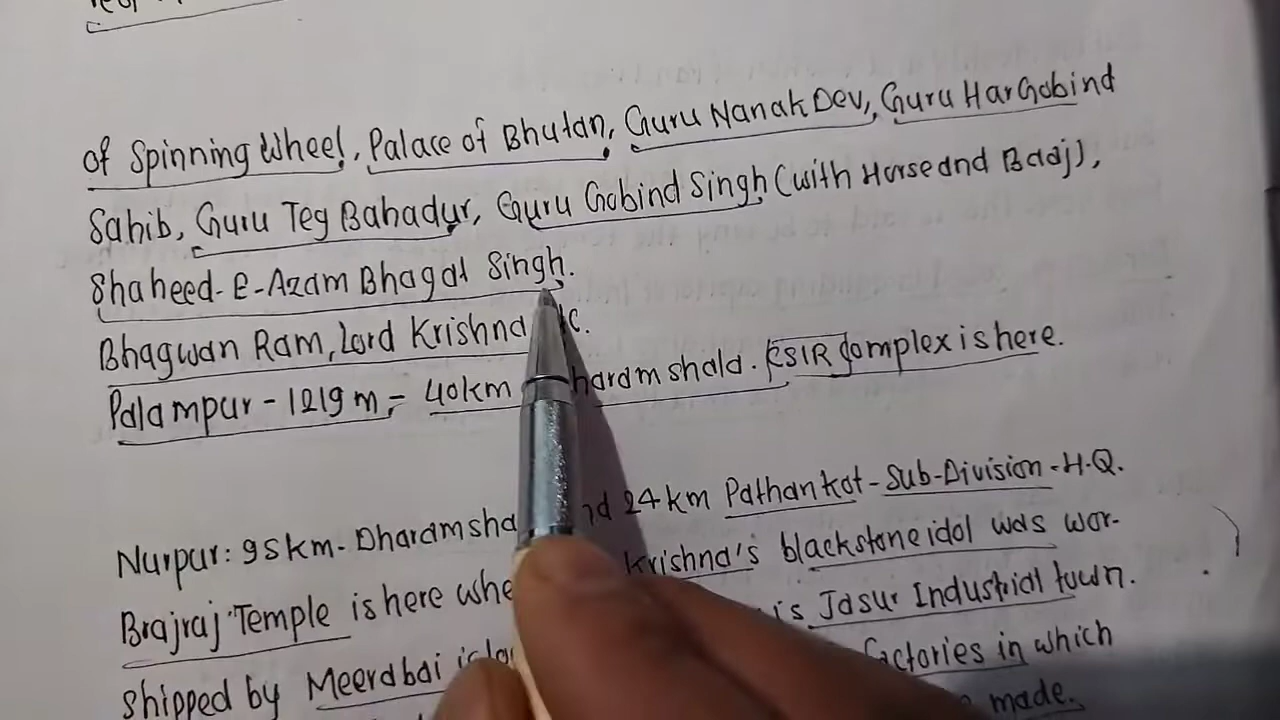 of Spinning Wheel, Palace of Bhutan, Guru Nanak Dev, Guru Har Gobind
Sahib, Guru Teg Bahadur, Guru Gobind Singh (with Horse and Baaj),
Shaheed-E-Azam Bhagat Singh.
Bhagwan Ram, Lord Krishna
Palampur - 1219 m - 40km Dharamshala. CSIR Complex is here.
Nurpur: 95km - Dharamsha 24km Pathankot - Sub-Division - H.Q.
Brajraj Temple is here Krishna's blackstone idol was wor-
shipped by Meerabai is Jasur Industrial town.
factories in which
made.